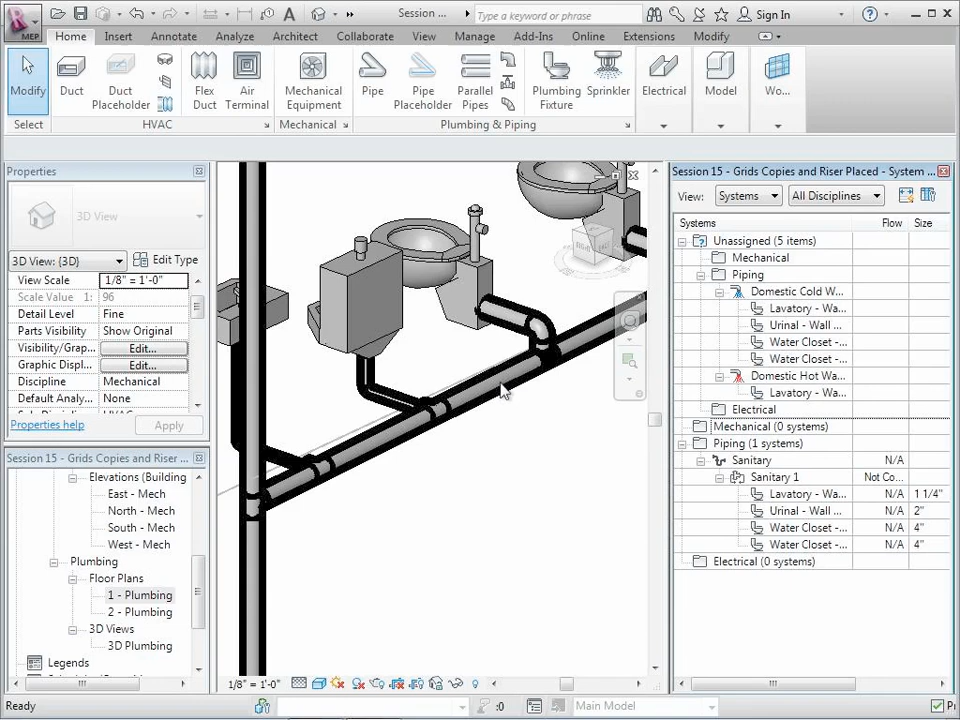 Session ...
Type a keyword or phrase
Sign In
MEP
Home Insert Annotate Analyze Architect Collaborate View Manage Add-Ins Online Extensions Modify
Modify
Duct
Duct Placeholder
Flex Duct
Air Terminal
Mechanical Equipment
Pipe
Pipe Placeholder
Parallel Pipes
Plumbing Fixture
Sprinkler
Electrical
Model
Wo...
Select
HVAC
Mechanical
Plumbing & Piping
Properties
3D View
3D View: {3D}
Edit Type
View Scale 1/8" = 1'-0"
Scale Value 1: 96
Detail Level Fine
Parts Visibility Show Original
Visibility/Grap... Edit...
Graphic Displ... Edit...
Discipline Mechanical
Default Analy... None
HVAC
Properties help
Apply
Session 15 - Grids Copies and Riser ...
Elevations (Building
East - Mech
North - Mech
South - Mech
West - Mech
Plumbing
Floor Plans
1 - Plumbing
2 - Plumbing
3D Views
3D Plumbing
Legends
Session 15 - Grids Copies and Riser Placed - System ...
View: Systems All Disciplines
Systems Flow Size
Unassigned (5 items)
Mechanical
Piping
Domestic Cold W...
Lavatory - Wa...
Urinal - Wall ...
Water Closet -...
Water Closet -...
Domestic Hot Wa...
Lavatory - Wa...
Electrical
Mechanical (0 systems)
Piping (1 systems)
Sanitary N/A
Sanitary 1 Not Co...
Lavatory - Wa... N/A 1 1/4"
Urinal - Wall ... N/A 2"
Water Closet -... N/A 4"
Water Closet -... N/A 4"
Electrical (0 systems)
1/8" = 1'-0"
Ready
:0
Main Model